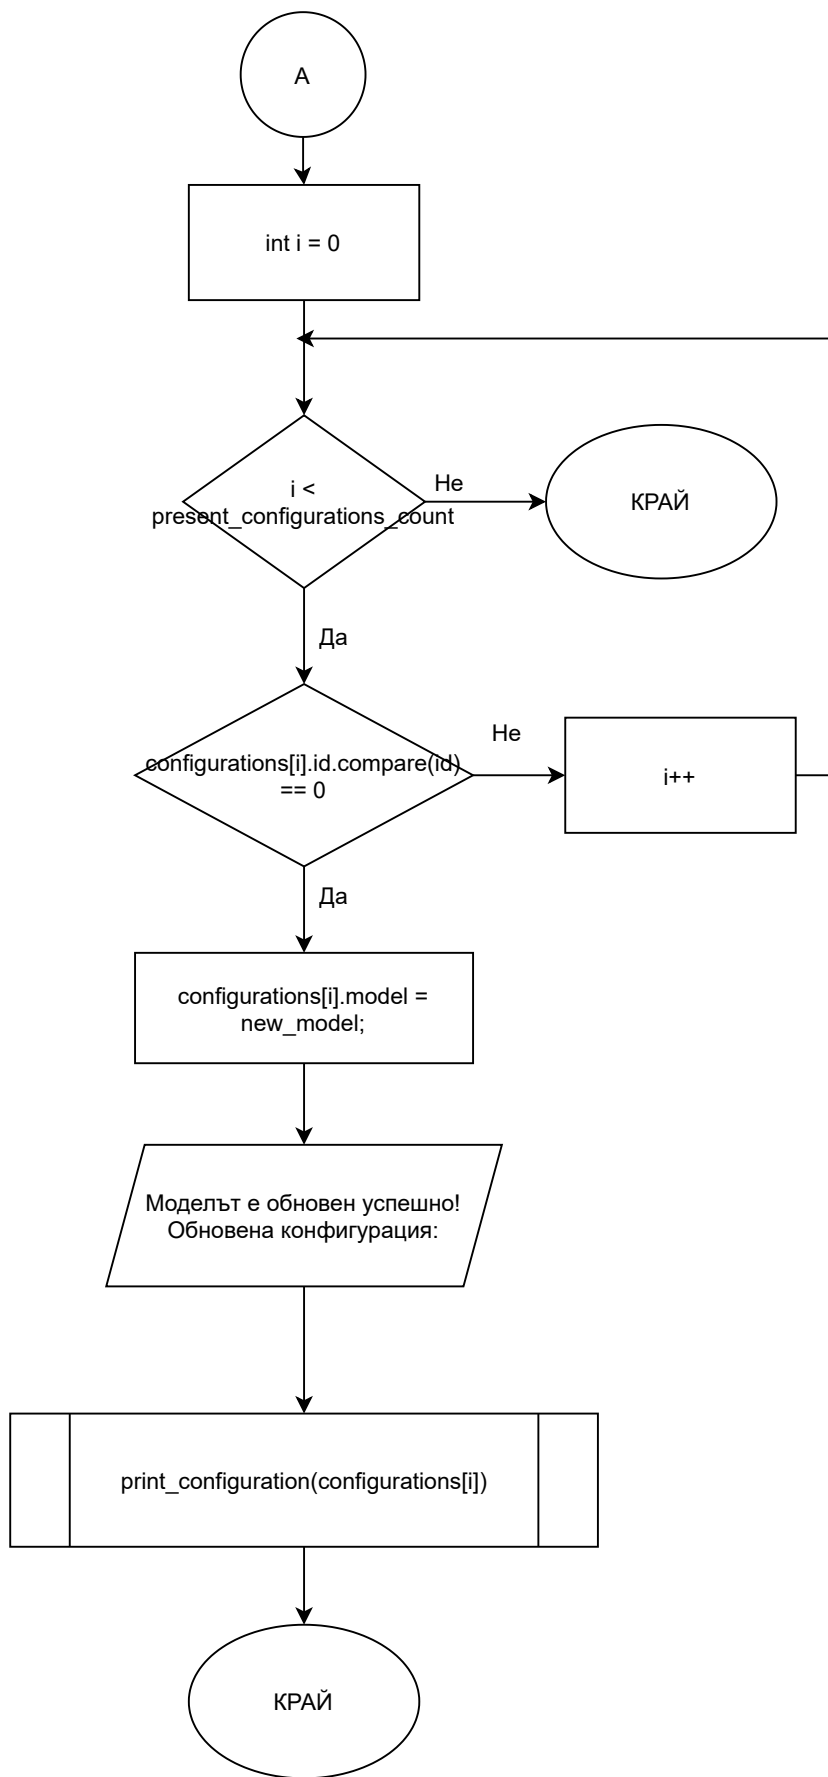 A
int i = 0
i <
present_configurations_count
Не
КРАЙ
Да
configurations[i].id.compare(id)
== 0
Не
i++
Да
configurations[i].model =
new_model;
Моделът е обновен успешно!
Обновена конфигурация:
print_configuration(configurations[i])
КРАЙ